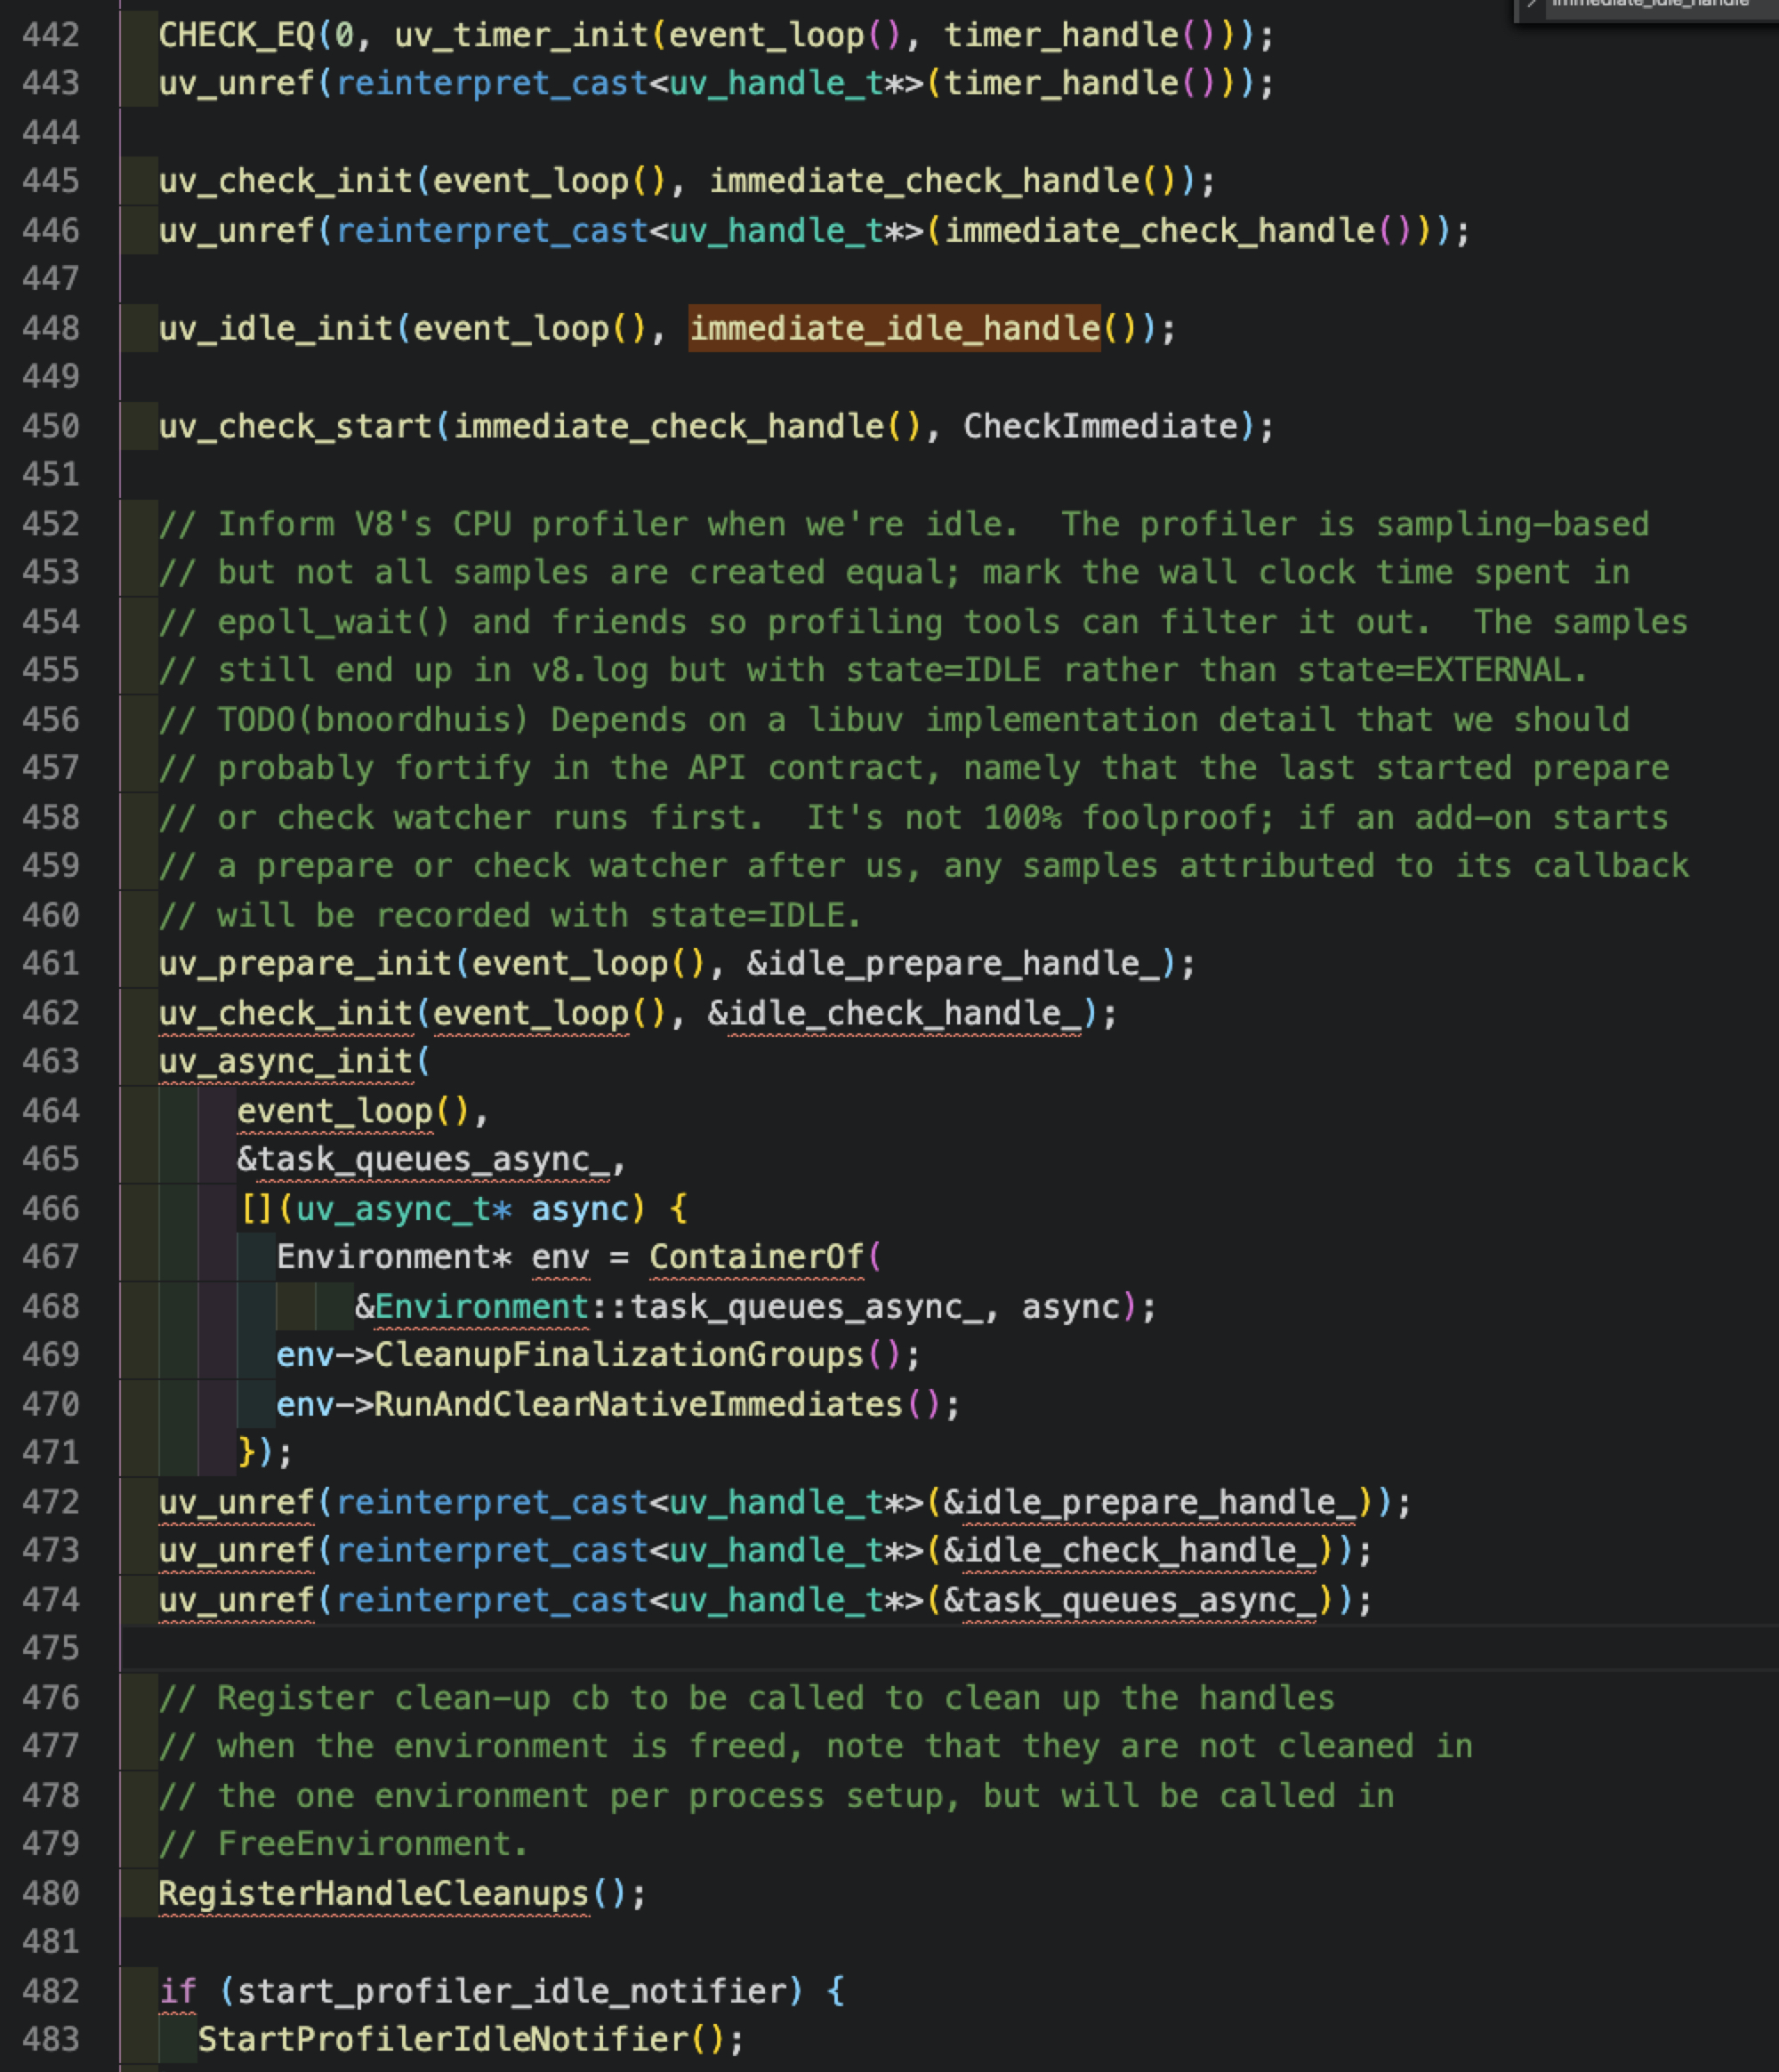 immediate_idle_handle
442 CHECK_EQ(0, uv_timer_init(event_loop(), timer_handle()));
443 uv_unref(reinterpret_cast<uv_handle_t*>(timer_handle()));
444
445 uv_check_init(event_loop(), immediate_check_handle());
446 uv_unref(reinterpret_cast<uv_handle_t*>(immediate_check_handle()));
447
448 uv_idle_init(event_loop(), immediate_idle_handle());
449
450 uv_check_start(immediate_check_handle(), CheckImmediate);
451
452 // Inform V8's CPU profiler when we're idle.  The profiler is sampling-based
453 // but not all samples are created equal; mark the wall clock time spent in
454 // epoll_wait() and friends so profiling tools can filter it out.  The samples
455 // still end up in v8.log but with state=IDLE rather than state=EXTERNAL.
456 // TODO(bnoordhuis) Depends on a libuv implementation detail that we should
457 // probably fortify in the API contract, namely that the last started prepare
458 // or check watcher runs first.  It's not 100% foolproof; if an add-on starts
459 // a prepare or check watcher after us, any samples attributed to its callback
460 // will be recorded with state=IDLE.
461 uv_prepare_init(event_loop(), &idle_prepare_handle_);
462 uv_check_init(event_loop(), &idle_check_handle_);
463 uv_async_init(
464 event_loop(),
465 &task_queues_async_,
466 [](uv_async_t* async) {
467 Environment* env = ContainerOf(
468 &Environment::task_queues_async_, async);
469 env->CleanupFinalizationGroups();
470 env->RunAndClearNativeImmediates();
471 });
472 uv_unref(reinterpret_cast<uv_handle_t*>(&idle_prepare_handle_));
473 uv_unref(reinterpret_cast<uv_handle_t*>(&idle_check_handle_));
474 uv_unref(reinterpret_cast<uv_handle_t*>(&task_queues_async_));
475
476 // Register clean-up cb to be called to clean up the handles
477 // when the environment is freed, note that they are not cleaned in
478 // the one environment per process setup, but will be called in
479 // FreeEnvironment.
480 RegisterHandleCleanups();
481
482 if (start_profiler_idle_notifier) {
483 StartProfilerIdleNotifier();